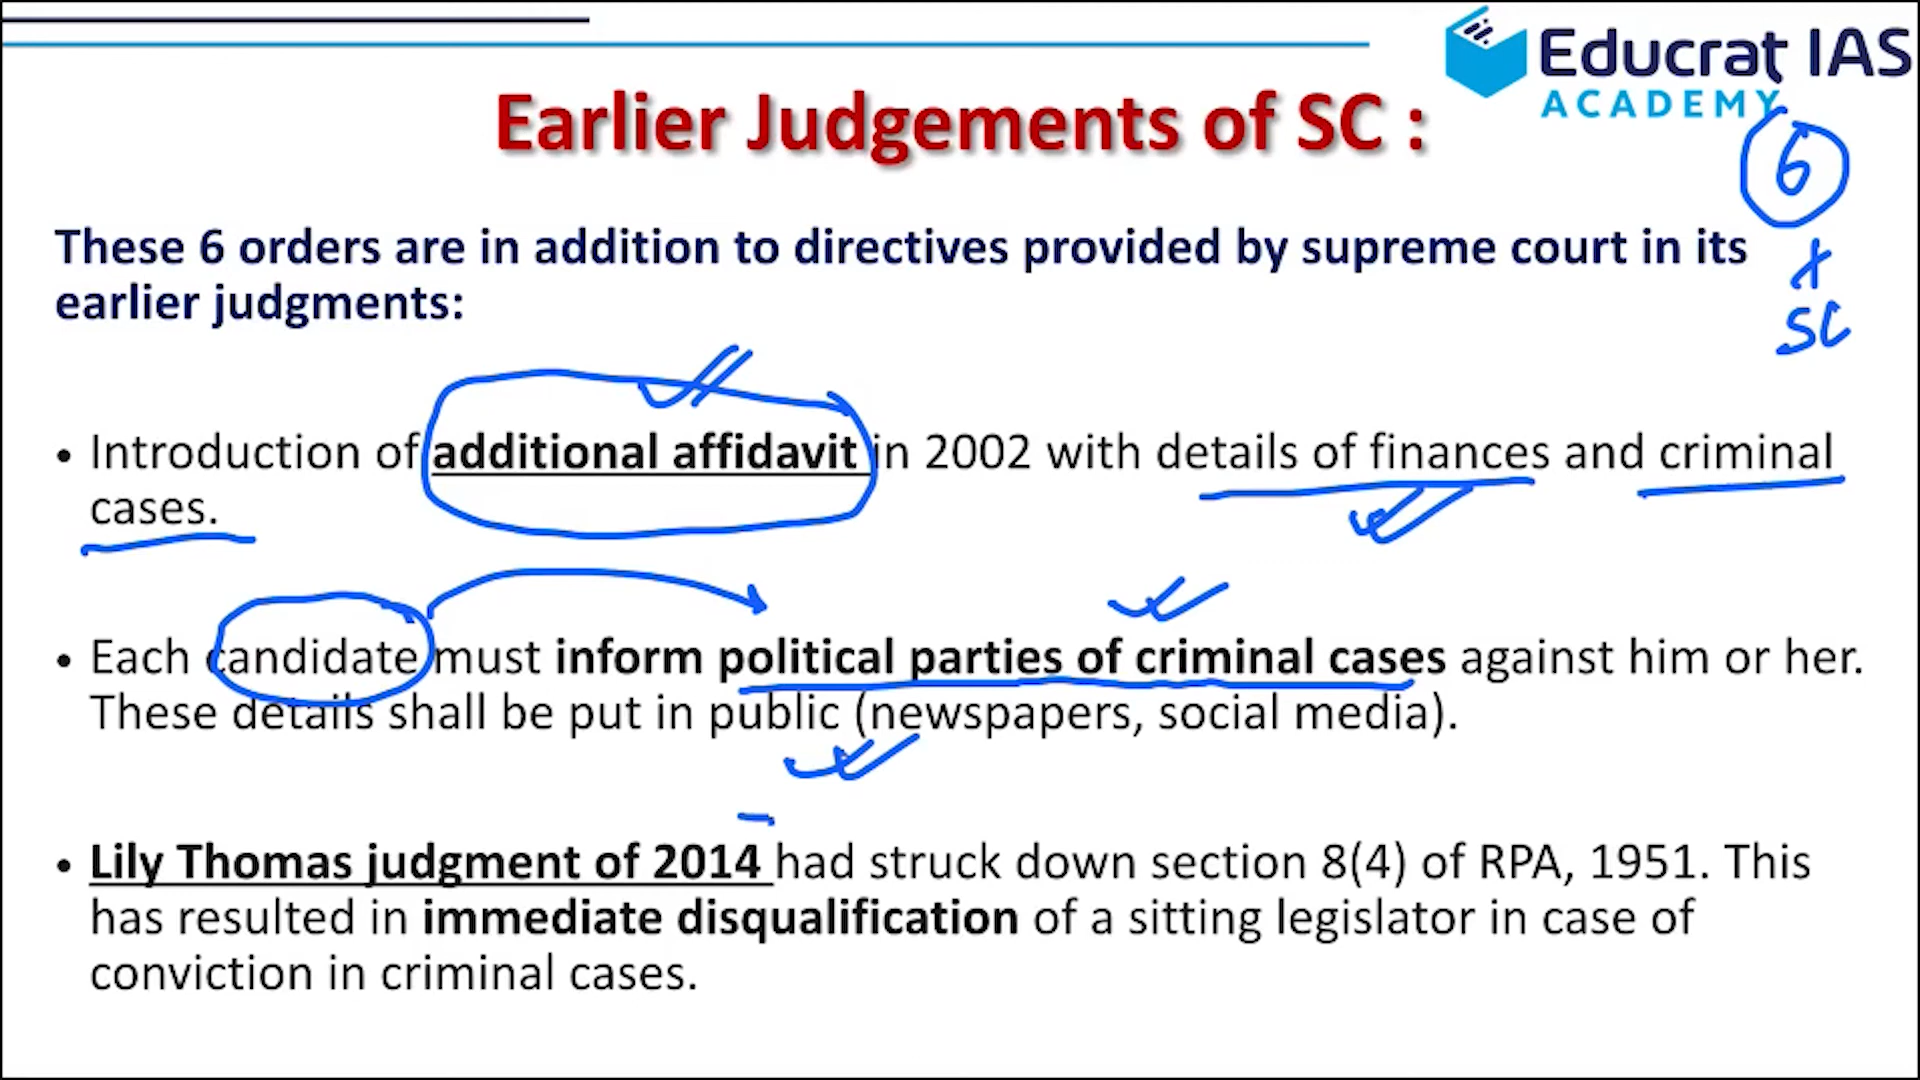 Educrat IAS
ACADEMY
Earlier Judgements of SC :
6
+
SC
These 6 orders are in addition to directives provided by supreme court in its
earlier judgments:
• Introduction of additional affidavit in 2002 with details of finances and criminal
cases.
• Each candidate must inform political parties of criminal cases against him or her.
These details shall be put in public (newspapers, social media).
• Lily Thomas judgment of 2014 had struck down section 8(4) of RPA, 1951. This
has resulted in immediate disqualification of a sitting legislator in case of
conviction in criminal cases.